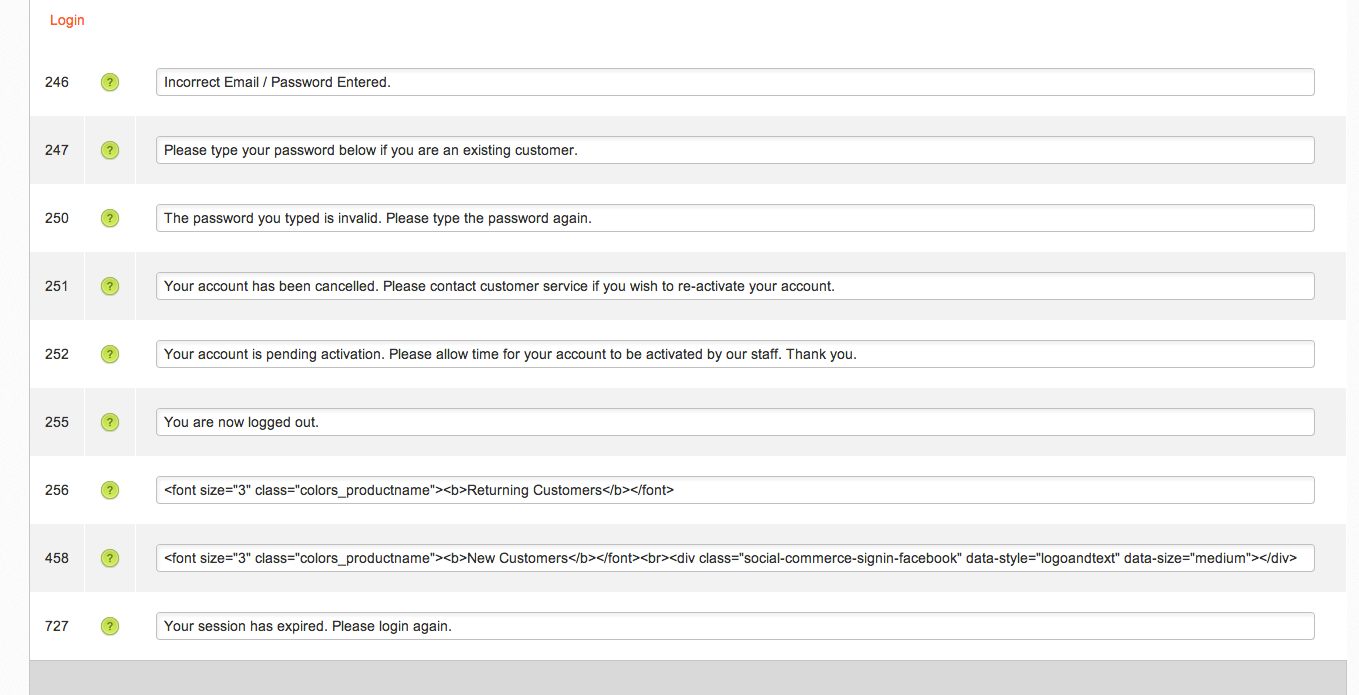 Login
246 ? Incorrect Email / Password Entered.
247 ? Please type your password below if you are an existing customer.
250 ? The password you typed is invalid. Please type the password again.
251 ? Your account has been cancelled. Please contact customer service if you wish to re-activate your account.
252 ? Your account is pending activation. Please allow time for your account to be activated by our staff. Thank you.
255 ? You are now logged out.
256 ? <font size="3" class="colors_productname"><b>Returning Customers</b></font>
458 ? <font size="3" class="colors_productname"><b>New Customers</b></font><br><div class="social-commerce-signin-facebook" data-style="logoandtext" data-size="medium"></div>
727 ? Your session has expired. Please login again.